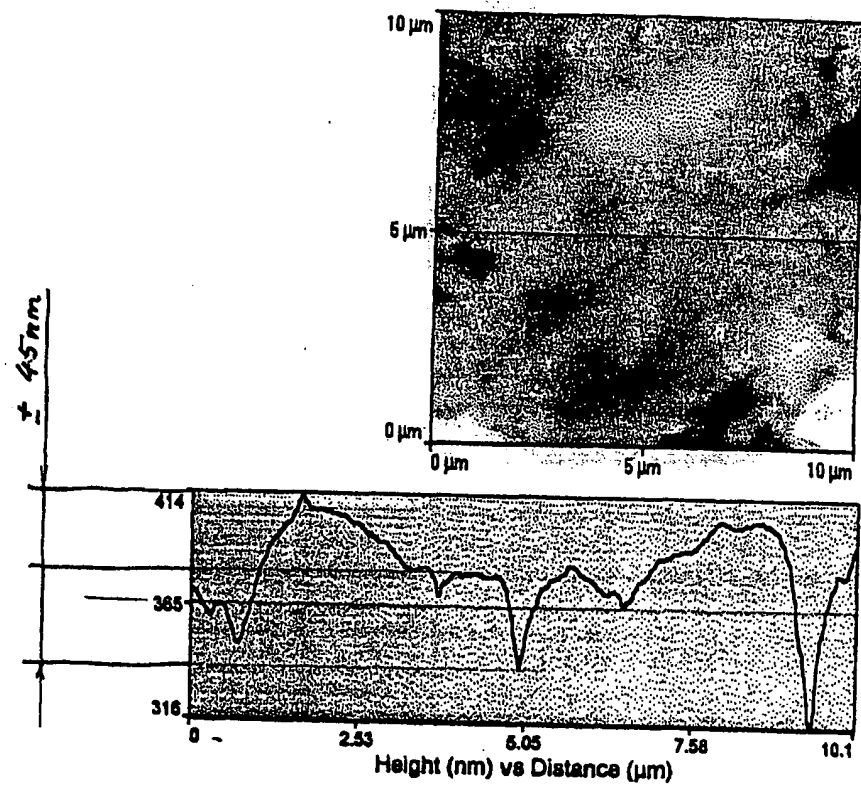 10 µm
5 µm
0 µm
0 µm 5 µm 10 µm
± 45nm
414
365
316
0 2.53 5.05 7.58 10.1
Height (nm) vs Distance (µm)